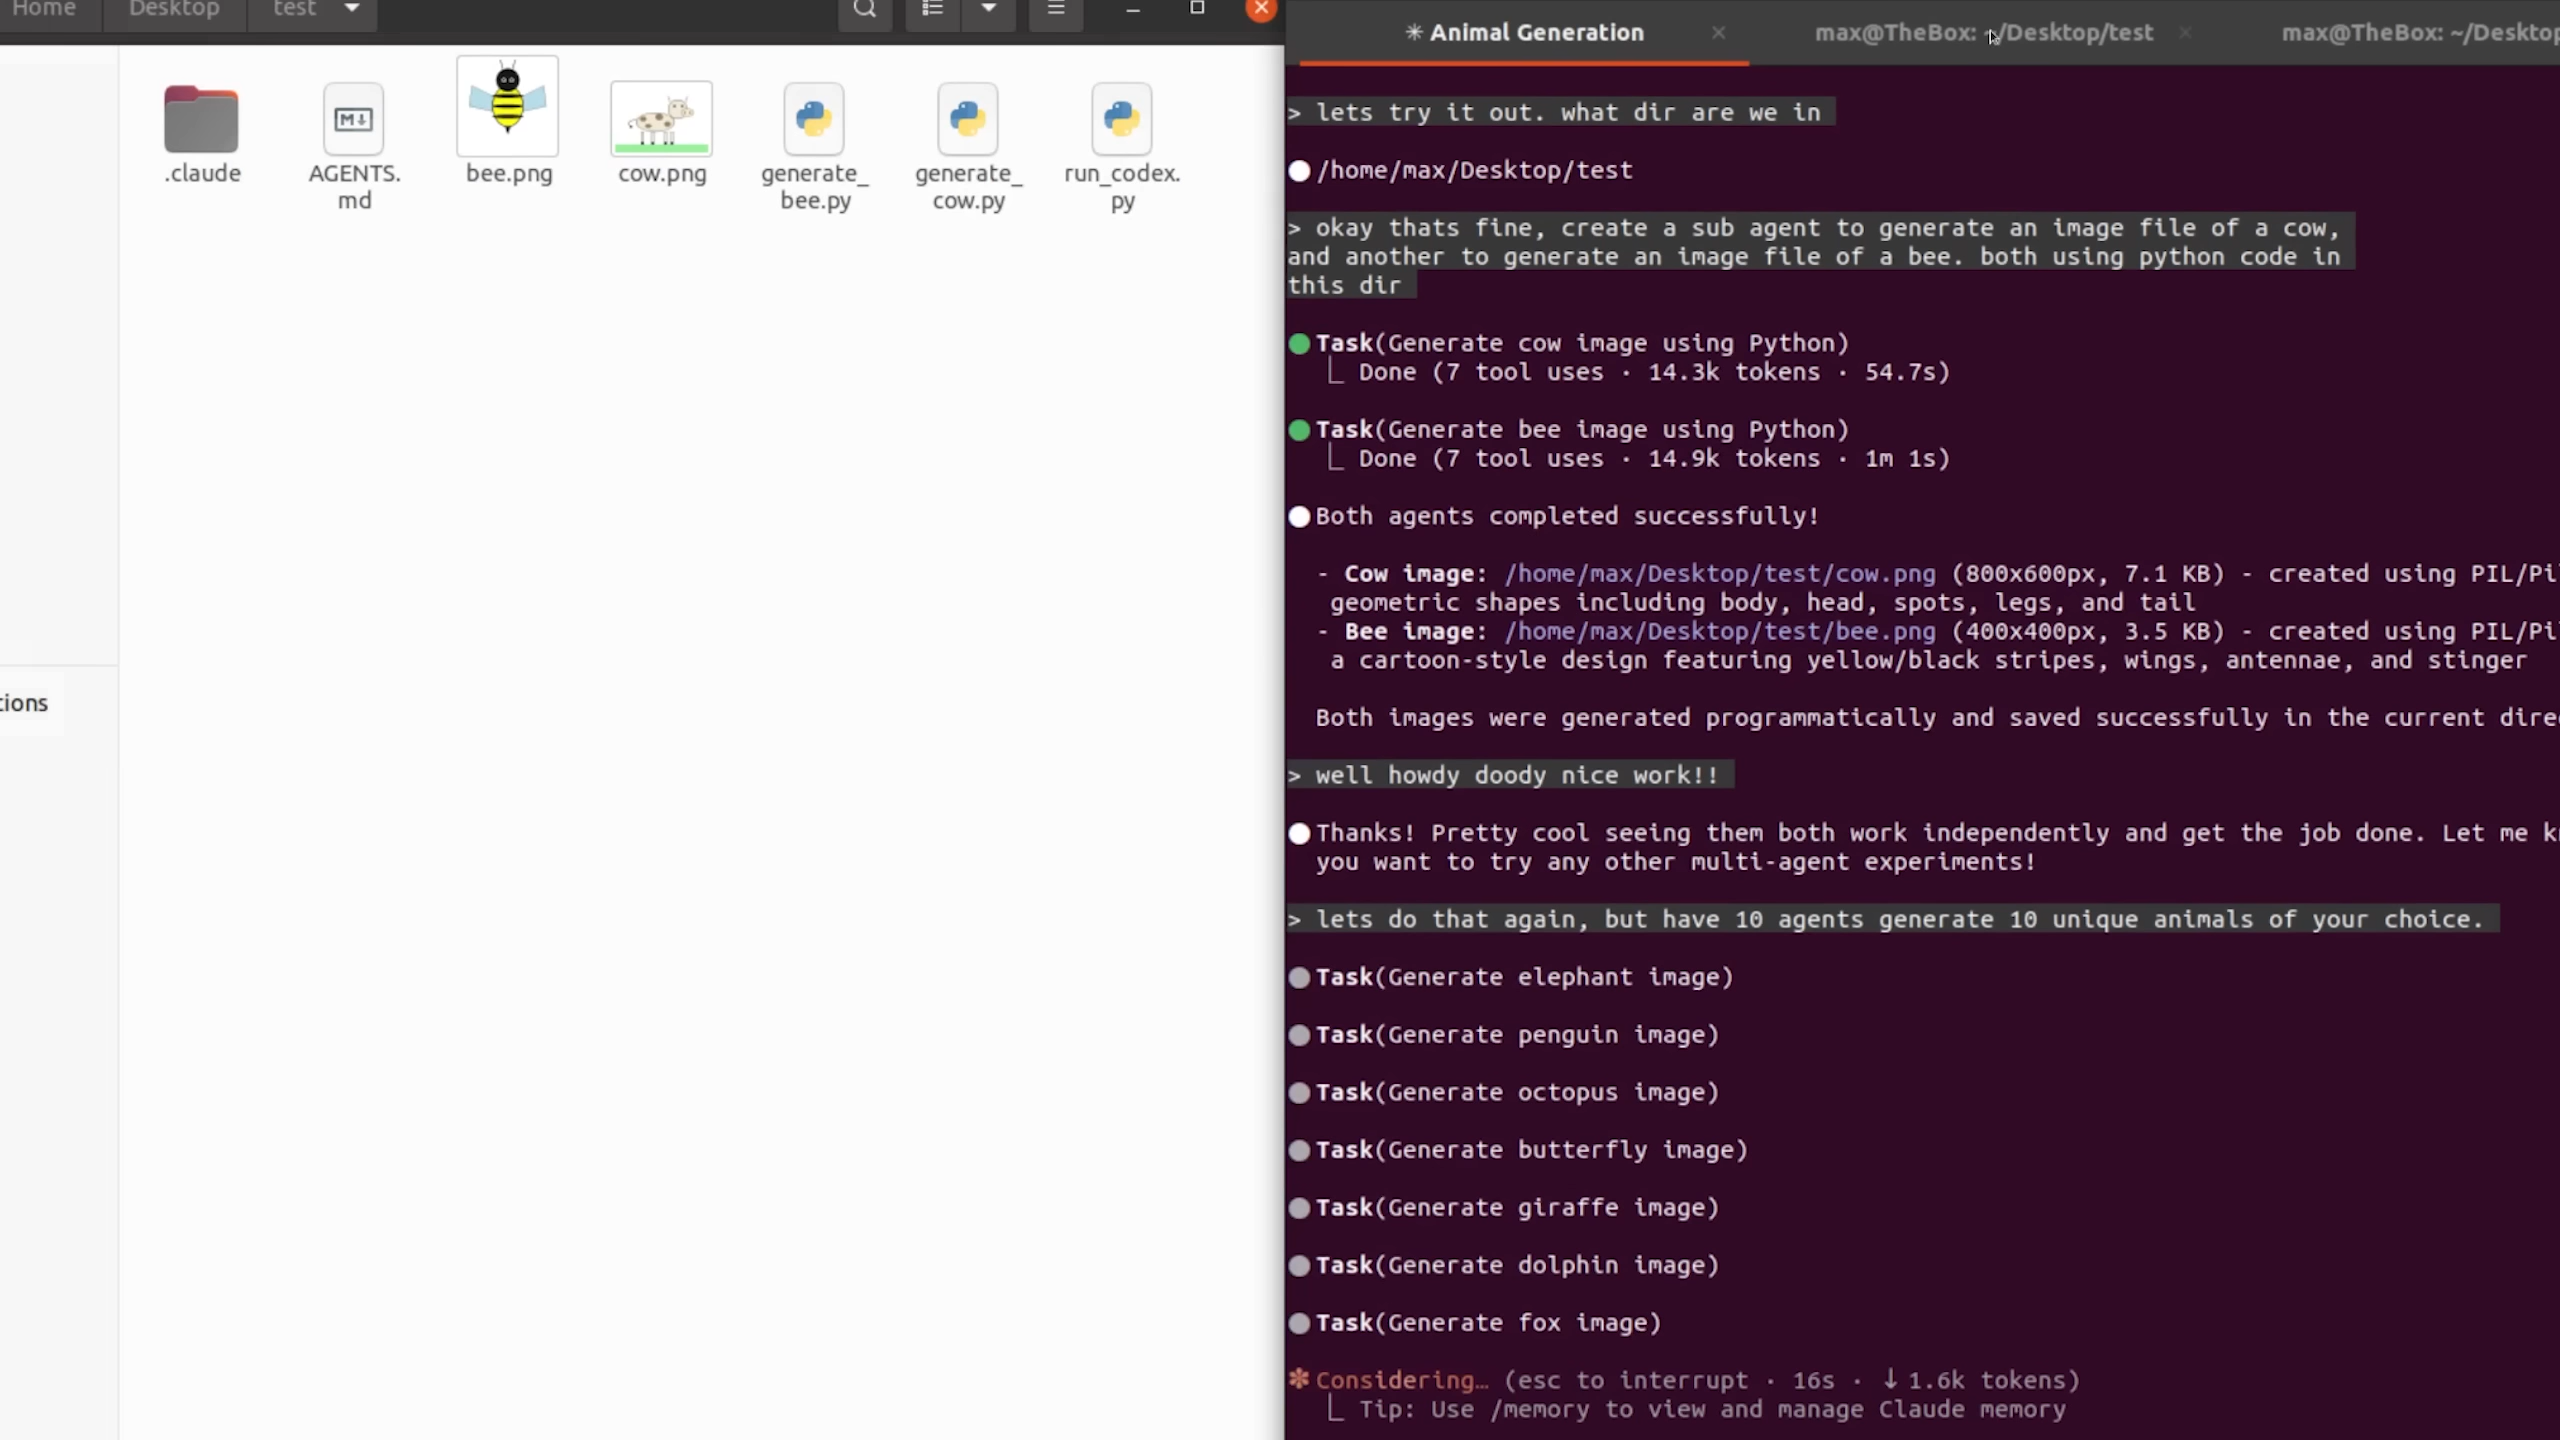 Home
Desktop
test
.claude
AGENTS.
md
bee.png
cow.png
generate_
bee.py
generate_
cow.py
run_codex.
py
tions
✳ Animal Generation
max@TheBox: ~/Desktop/test
max@TheBox: ~/Desktop
> lets try it out. what dir are we in
/home/max/Desktop/test
> okay thats fine, create a sub agent to generate an image file of a cow,
and another to generate an image file of a bee. both using python code in
this dir
Task(Generate cow image using Python)
Done (7 tool uses · 14.3k tokens · 54.7s)
Task(Generate bee image using Python)
Done (7 tool uses · 14.9k tokens · 1m 1s)
Both agents completed successfully!
- Cow image: /home/max/Desktop/test/cow.png (800x600px, 7.1 KB) - created using PIL/Pi
geometric shapes including body, head, spots, legs, and tail
- Bee image: /home/max/Desktop/test/bee.png (400x400px, 3.5 KB) - created using PIL/Pi
a cartoon-style design featuring yellow/black stripes, wings, antennae, and stinger
Both images were generated programmatically and saved successfully in the current dire
> well howdy doody nice work!!
Thanks! Pretty cool seeing them both work independently and get the job done. Let me k
you want to try any other multi-agent experiments!
> lets do that again, but have 10 agents generate 10 unique animals of your choice.
Task(Generate elephant image)
Task(Generate penguin image)
Task(Generate octopus image)
Task(Generate butterfly image)
Task(Generate giraffe image)
Task(Generate dolphin image)
Task(Generate fox image)
✽ Considering… (esc to interrupt · 16s · ↓ 1.6k tokens)
Tip: Use /memory to view and manage Claude memory